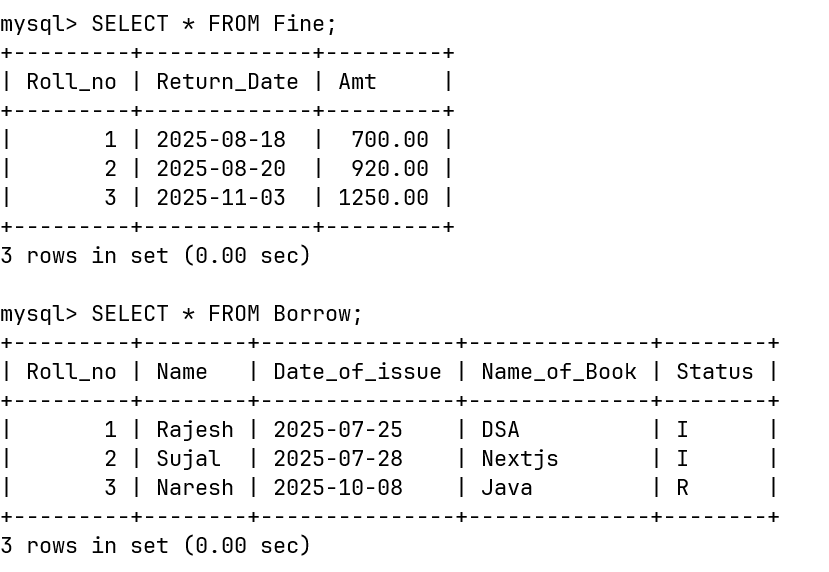 mysql> SELECT * FROM Fine;
+---------+-------------+---------+
| Roll_no | Return_Date | Amt     |
+---------+-------------+---------+
|       1 | 2025-08-18  |  700.00 |
|       2 | 2025-08-20  |  920.00 |
|       3 | 2025-11-03  | 1250.00 |
+---------+-------------+---------+
3 rows in set (0.00 sec)

mysql> SELECT * FROM Borrow;
+---------+--------+---------------+--------------+--------+
| Roll_no | Name   | Date_of_issue | Name_of_Book | Status |
+---------+--------+---------------+--------------+--------+
|       1 | Rajesh | 2025-07-25    | DSA          | I      |
|       2 | Sujal  | 2025-07-28    | Nextjs       | I      |
|       3 | Naresh | 2025-10-08    | Java         | R      |
+---------+--------+---------------+--------------+--------+
3 rows in set (0.00 sec)